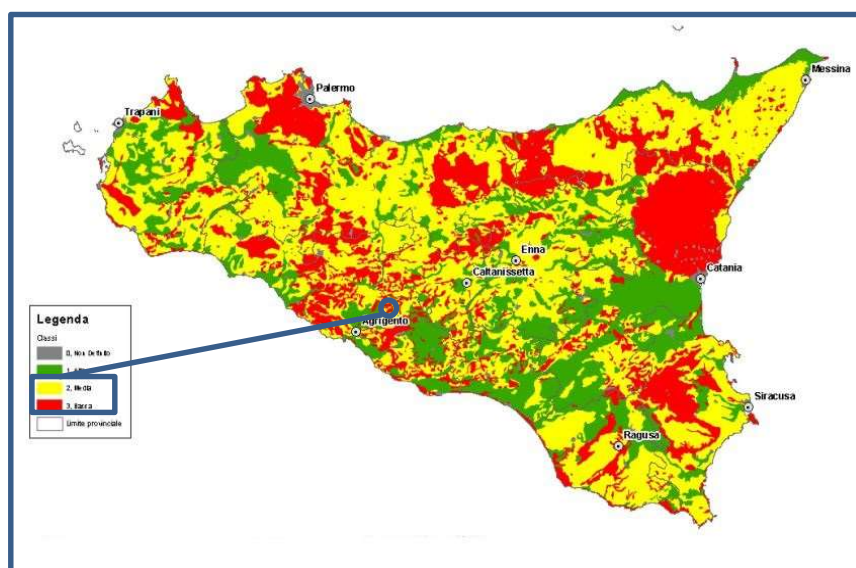 Messina
Palermo
Trapani
Enna
Caltanissetta
Catania
Agrigento
Siracusa
Ragusa
Legenda
Classi
0, Non Definito
1,
2, Media
3, Bassa
Limite provinciale